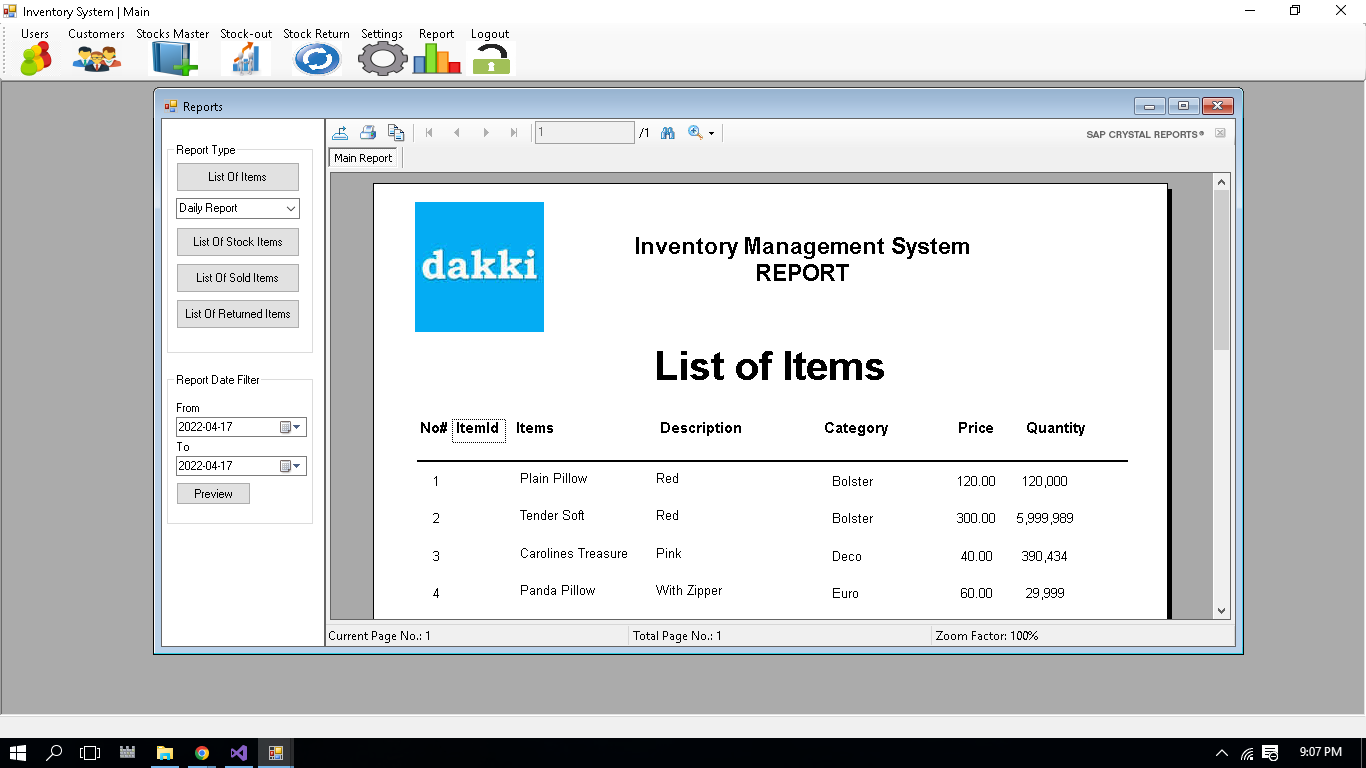 Inventory System | Main
Users Customers Stocks Master Stock-out Stock Return Settings Report Logout
Reports
Report Type
List Of Items
Daily Report
List Of Stock Items
List Of Sold Items
List Of Returned Items
Report Date Filter
From
2022-04-17
To
2022-04-17
Preview
1 /1
SAP CRYSTAL REPORTS®
Main Report
dakki
Inventory Management System
REPORT
List of Items
No# ItemId Items Description Category Price Quantity
1 Plain Pillow Red Bolster 120.00 120,000
2 Tender Soft Red Bolster 300.00 5,999,989
3 Carolines Treasure Pink Deco 40.00 390,434
4 Panda Pillow With Zipper Euro 60.00 29,999
Current Page No.: 1 Total Page No.: 1 Zoom Factor: 100%
9:07 PM